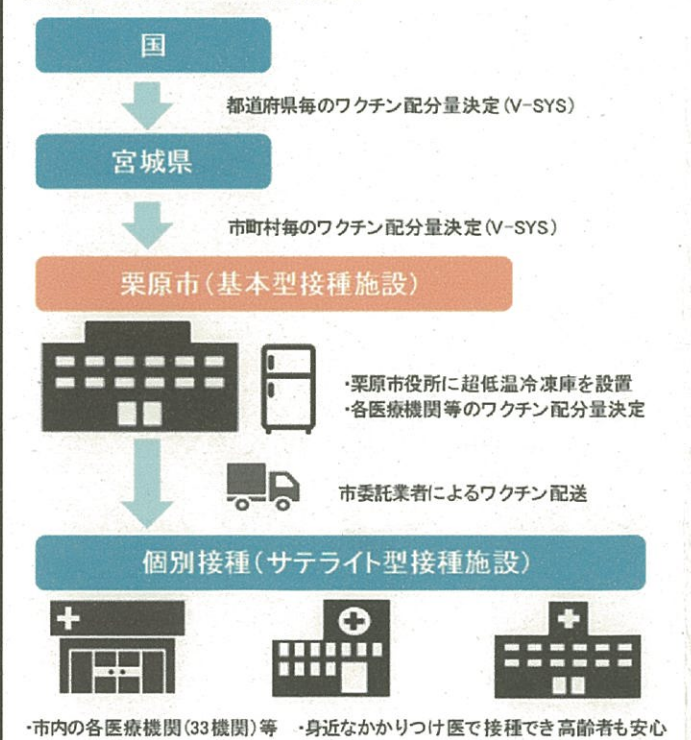 国
都道府県毎のワクチン配分量決定(V-SYS)
宮城県
市町村毎のワクチン配分量決定(V-SYS)
栗原市(基本型接種施設)
・栗原市役所に超低温冷凍庫を設置
・各医療機関等のワクチン配分量決定
市委託業者によるワクチン配送
個別接種(サテライト型接種施設)
・市内の各医療機関(33機関)等 ・身近なかかりつけ医で接種でき高齢者も安心